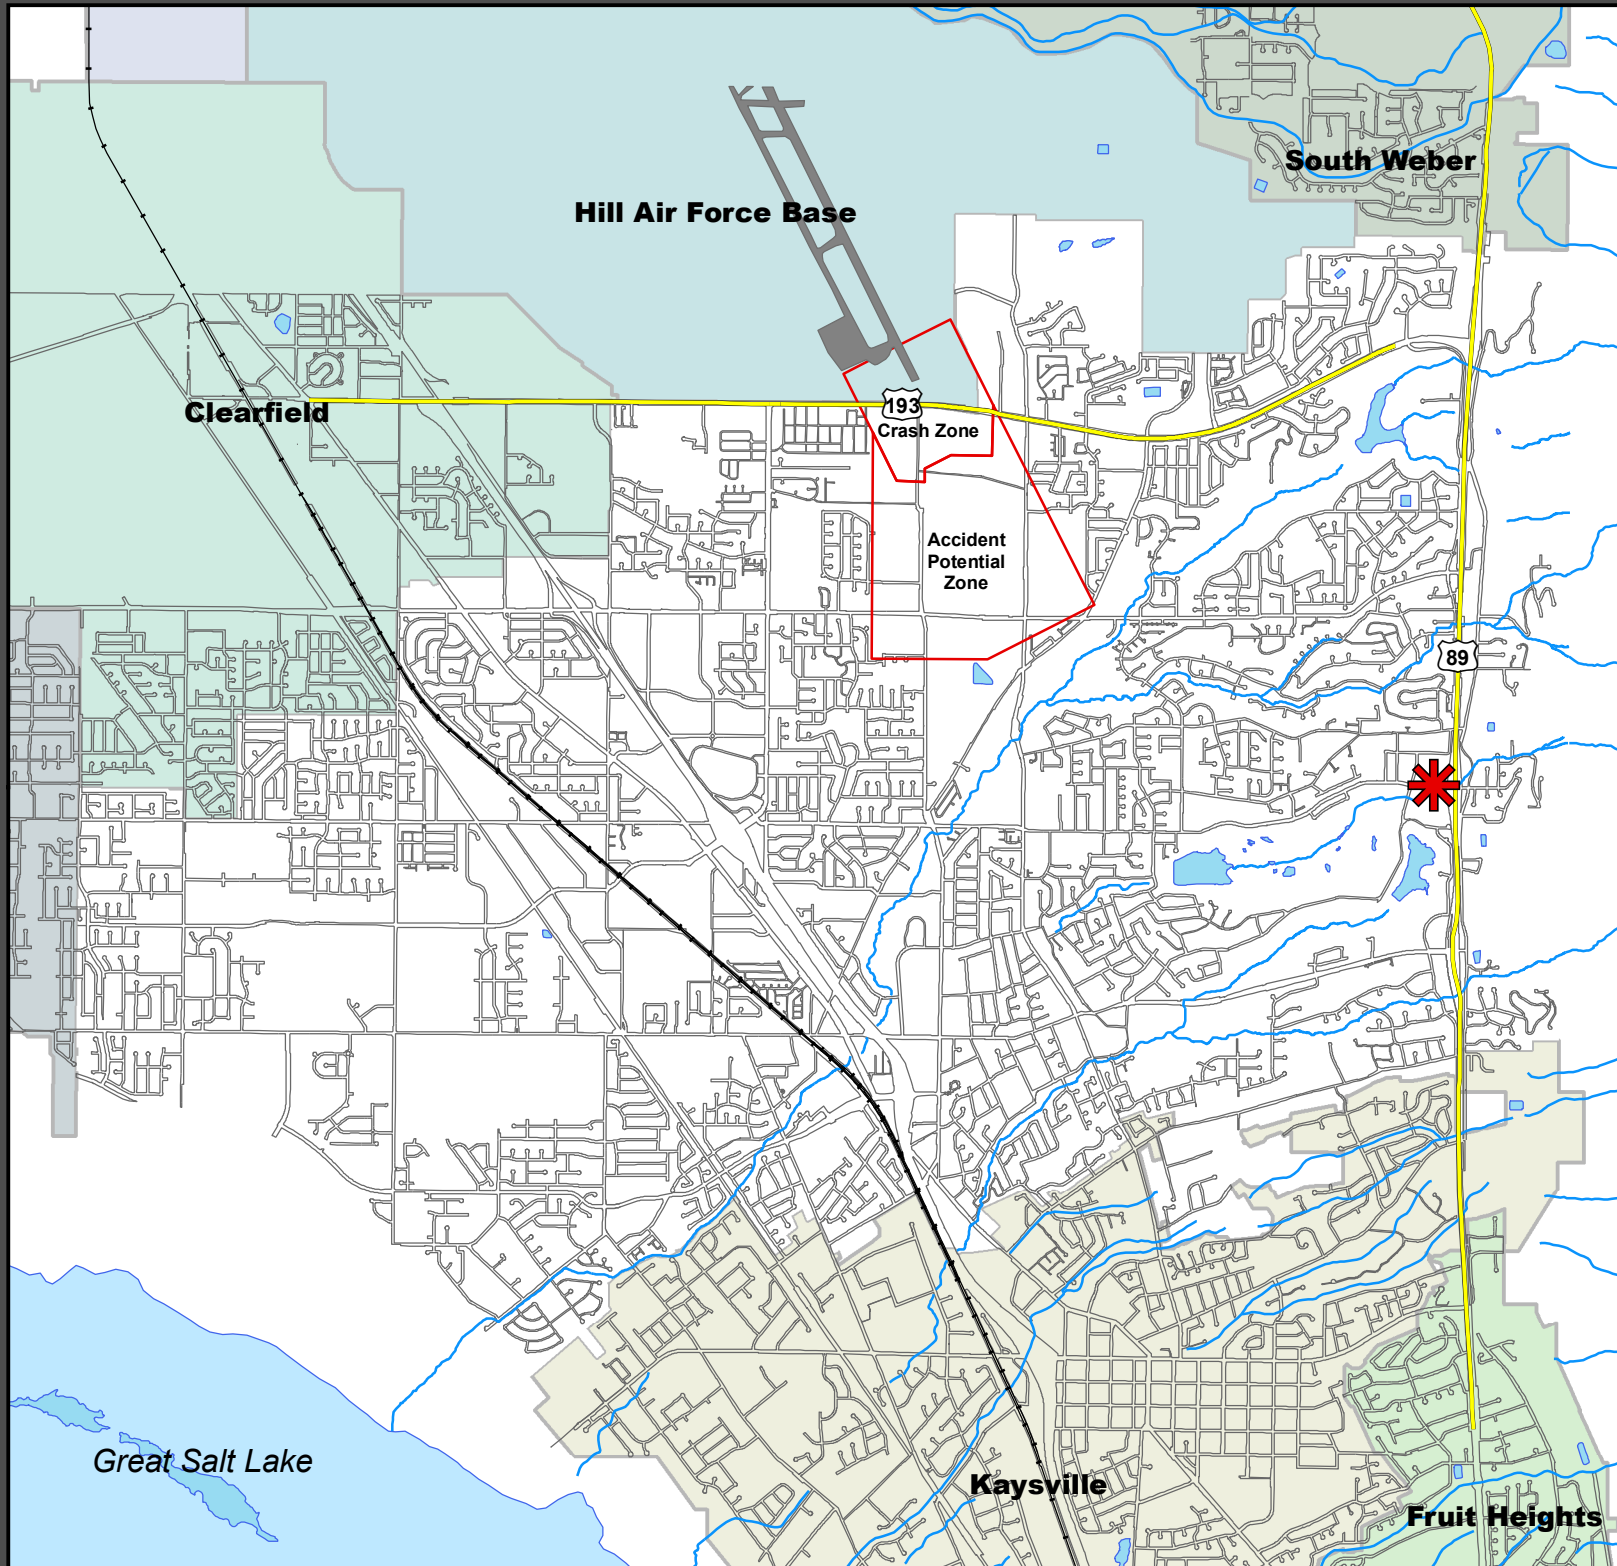 South Weber
Hill Air Force Base
193
Clearfield
Crash Zone
Accident
Potential
Zone
89
Great Salt Lake
Kaysville
Fruit Heights